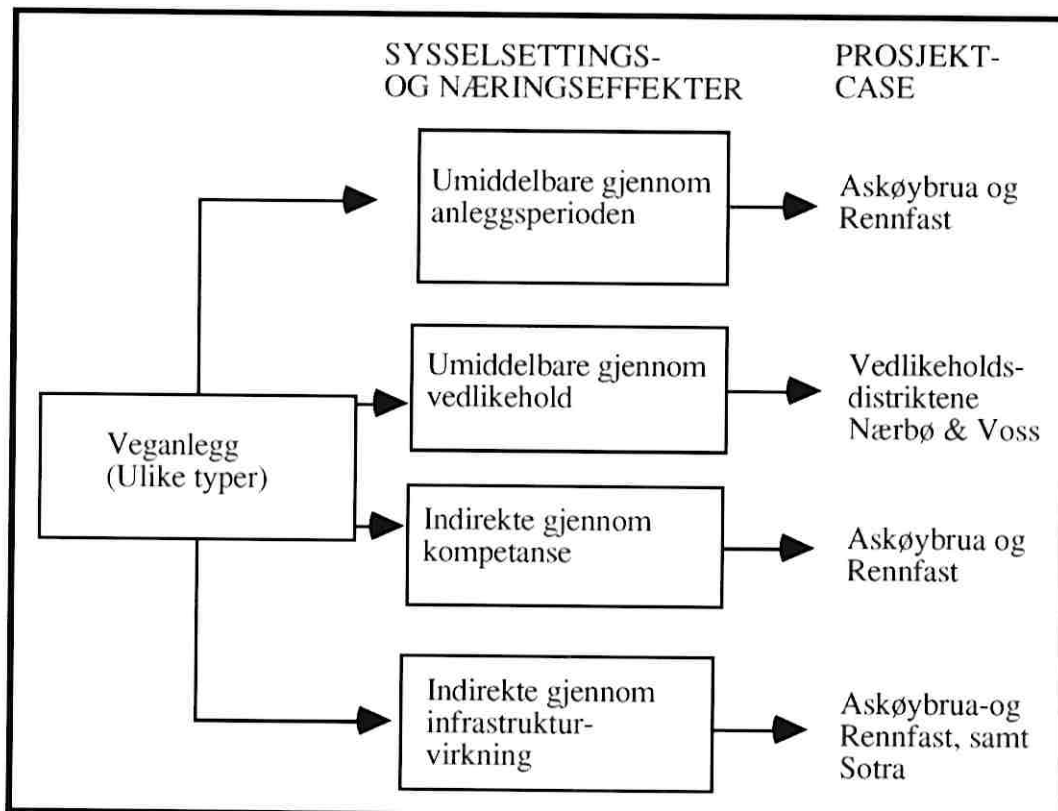 SYSSELSETTINGS-
OG NÆRINGSEFFEKTER
PROSJEKT-
CASE
Umiddelbare gjennom
anleggsperioden
Askøybrua og
Rennfast
Umiddelbare gjennom
vedlikehold
Vedlikeholds-
distriktene
Nærbø & Voss
Veganlegg
(Ulike typer)
Indirekte gjennom
kompetanse
Askøybrua og
Rennfast
Indirekte gjennom
infrastruktur-
virkning
Askøybrua-og
Rennfast, samt
Sotra